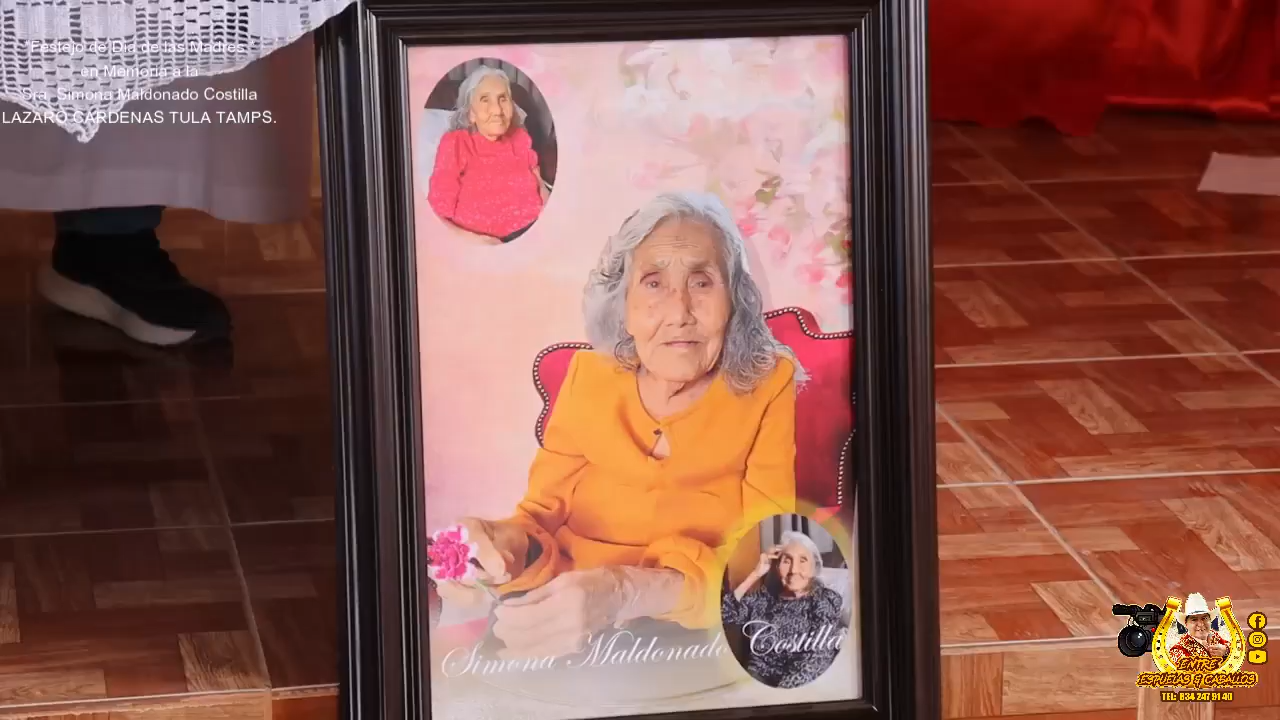 "Festejo de Dia de las Madres
en Memoria a la
Sra. Simona Maldonado Costilla
LAZARO CARDENAS TULA TAMPS.
Simona Maldonado Costilla
ENTRE
ESPUELAS Y CABALLOS
TEL: 834 247 91 40